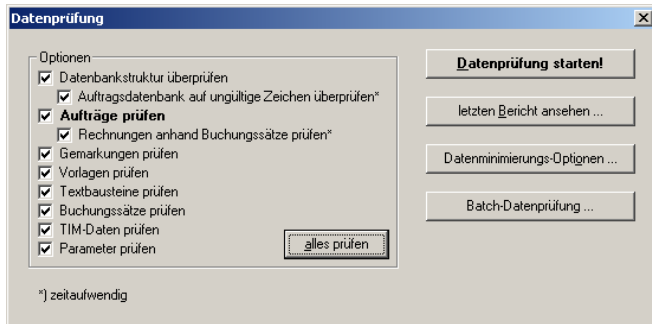 Datenprüfung
Optionen
Datenbankstruktur überprüfen
Auftragsdatenbank auf ungültige Zeichen überprüfen*
Aufträge prüfen
Rechnungen anhand Buchungssätze prüfen*
Gemarkungen prüfen
Vorlagen prüfen
Textbausteine prüfen
Buchungssätze prüfen
TIM-Daten prüfen
Parameter prüfen
alles prüfen
*) zeitaufwendig
Datenprüfung starten!
letzten Bericht ansehen ...
Datenminimierungs-Optionen ...
Batch-Datenprüfung ...